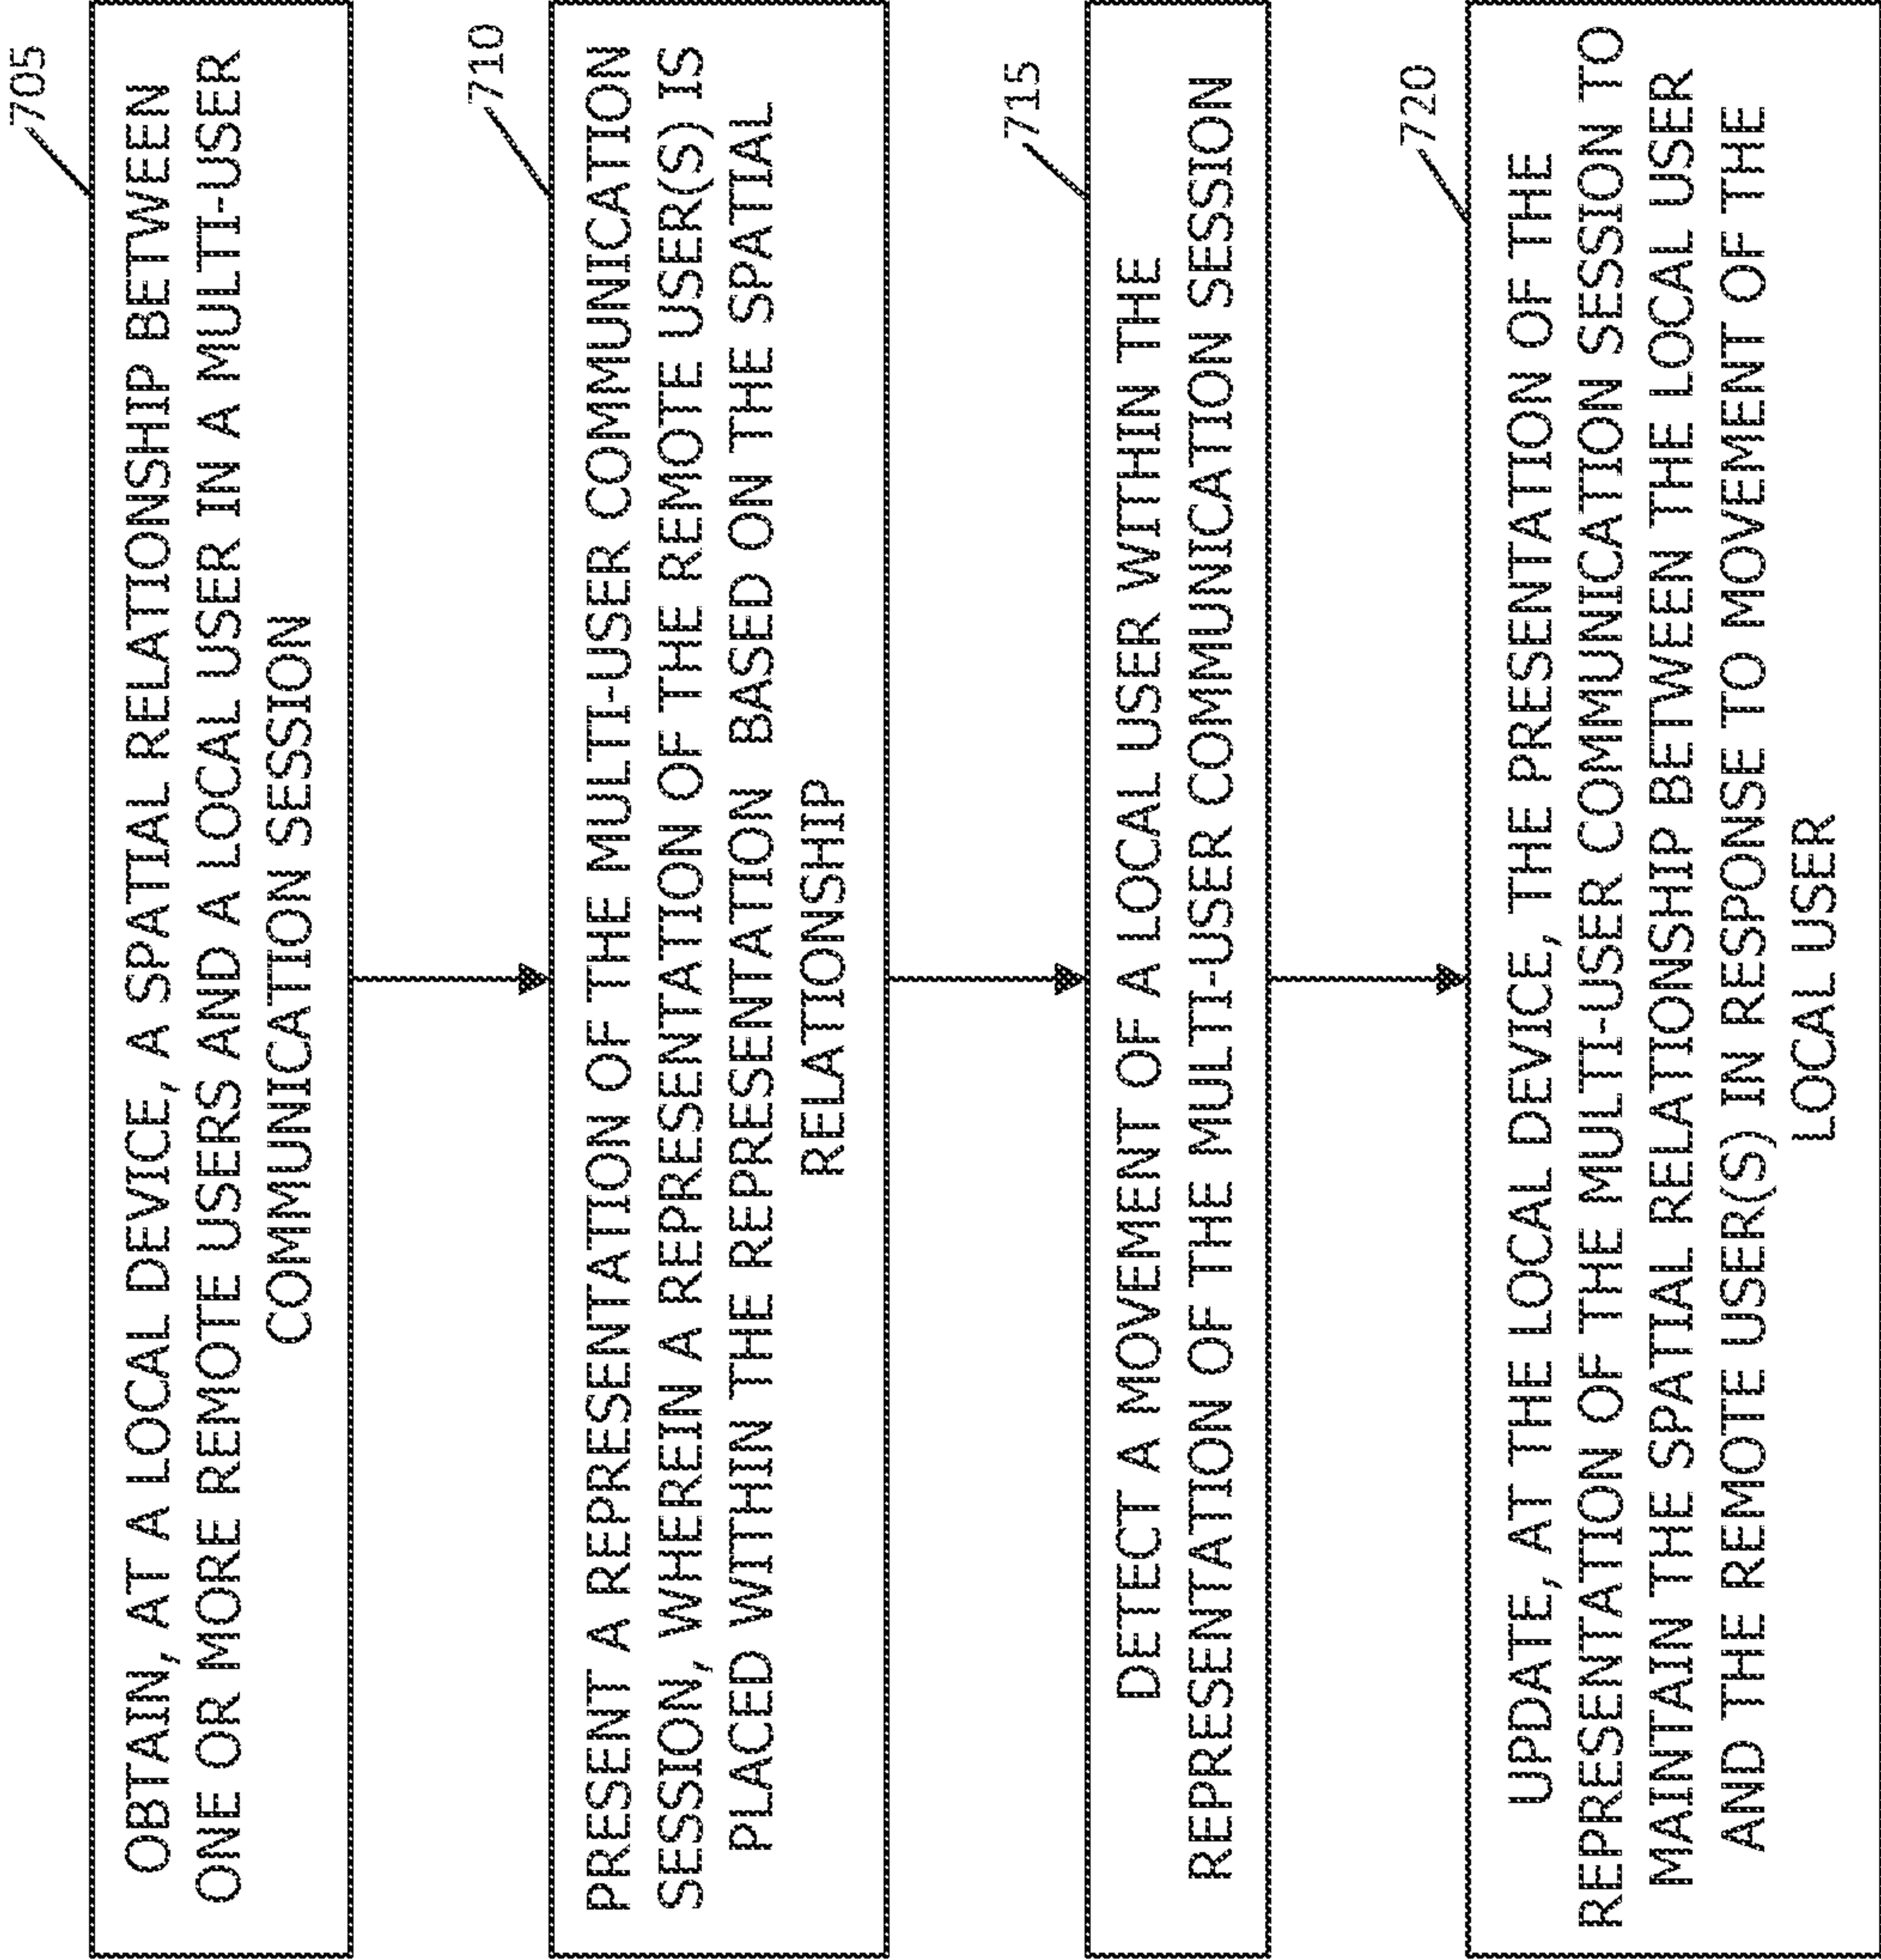 705
OBTAIN, AT A LOCAL DEVICE, A SPATIAL RELATIONSHIP BETWEEN
ONE OR MORE REMOTE USERS AND A LOCAL USER IN A MULTI-USER
COMMUNICATION SESSION
710
PRESENT A REPRESENTATION OF THE MULTI-USER COMMUNICATION
SESSION, WHEREIN A REPRESENTATION OF THE REMOTE USER(S) IS
PLACED WITHIN THE REPRESENTATION BASED ON THE SPATIAL
RELATIONSHIP
715
DETECT A MOVEMENT OF A LOCAL USER WITHIN THE
REPRESENTATION OF THE MULTI-USER COMMUNICATION SESSION
720
UPDATE, AT THE LOCAL DEVICE, THE PRESENTATION OF THE
REPRESENTATION OF THE MULTI-USER COMMUNICATION SESSION TO
MAINTAIN THE SPATIAL RELATIONSHIP BETWEEN THE LOCAL USER
AND THE REMOTE USER(S) IN RESPONSE TO MOVEMENT OF THE
LOCAL USER